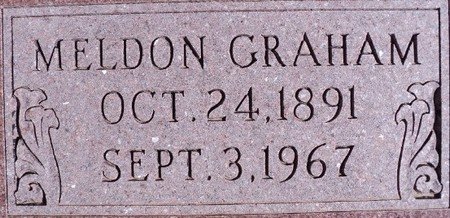 MELDON GRAHAM
OCT. 24, 1891
SEPT. 3, 1967